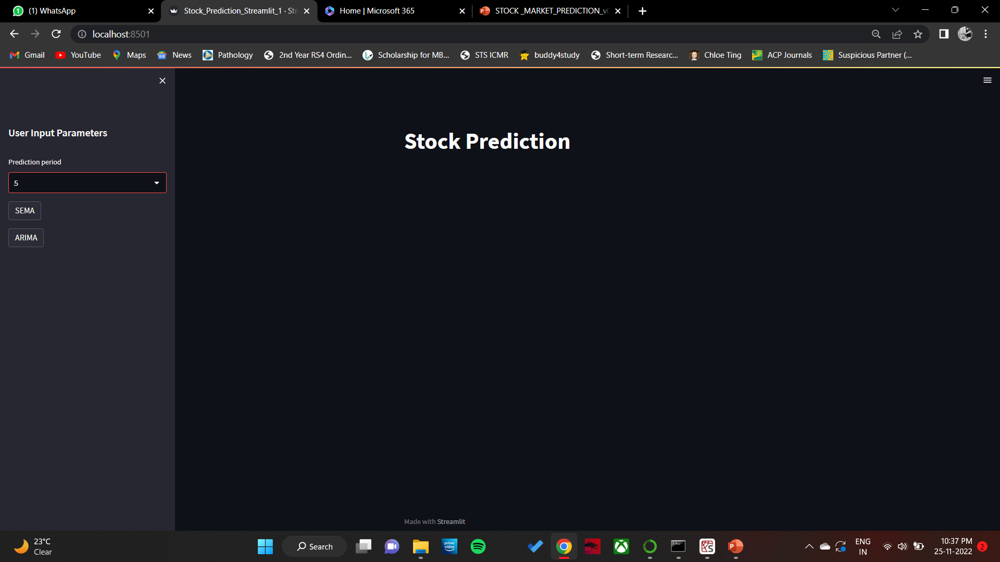 (1) WhatsApp
Stock_Prediction_Streamlit_1 · Str
Home | Microsoft 365
STOCK _MARKET_PREDICTION_v
localhost:8501
Gmail
YouTube
Maps
News
Pathology
2nd Year RS4 Ordin...
Scholarship for MB...
STS ICMR
buddy4study
Short-term Researc...
Chloe Ting
ACP Journals
Suspicious Partner (...
User Input Parameters
Prediction period
5
SEMA
ARIMA
Stock Prediction
Made with Streamlit
23°C
Clear
Search
prime
video
ENG
IN
10:37 PM
25-11-2022
2